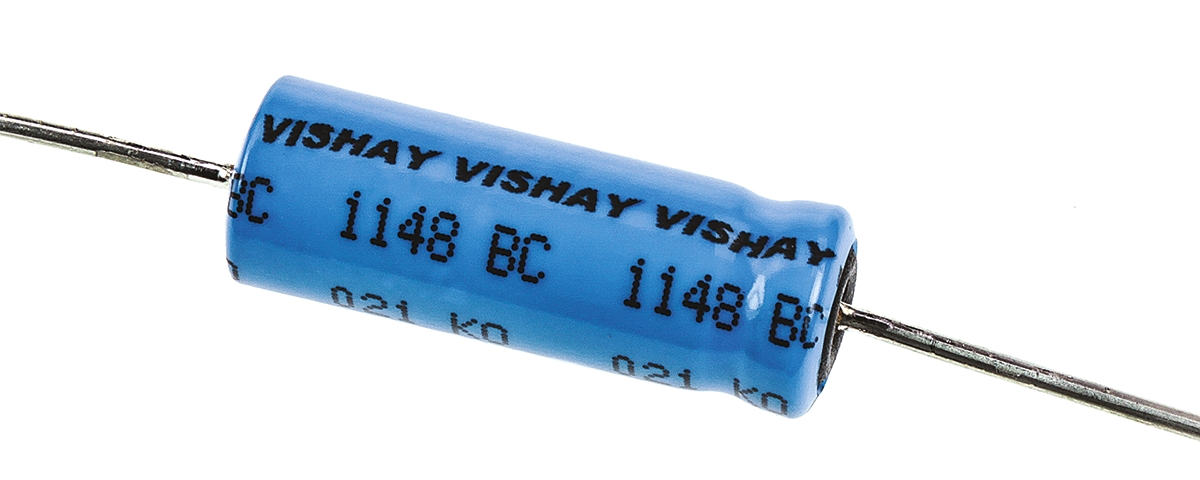 VISHAY VISHAY VISHAY
BC 1148 BC 1148 BC
021 KO 021 KO